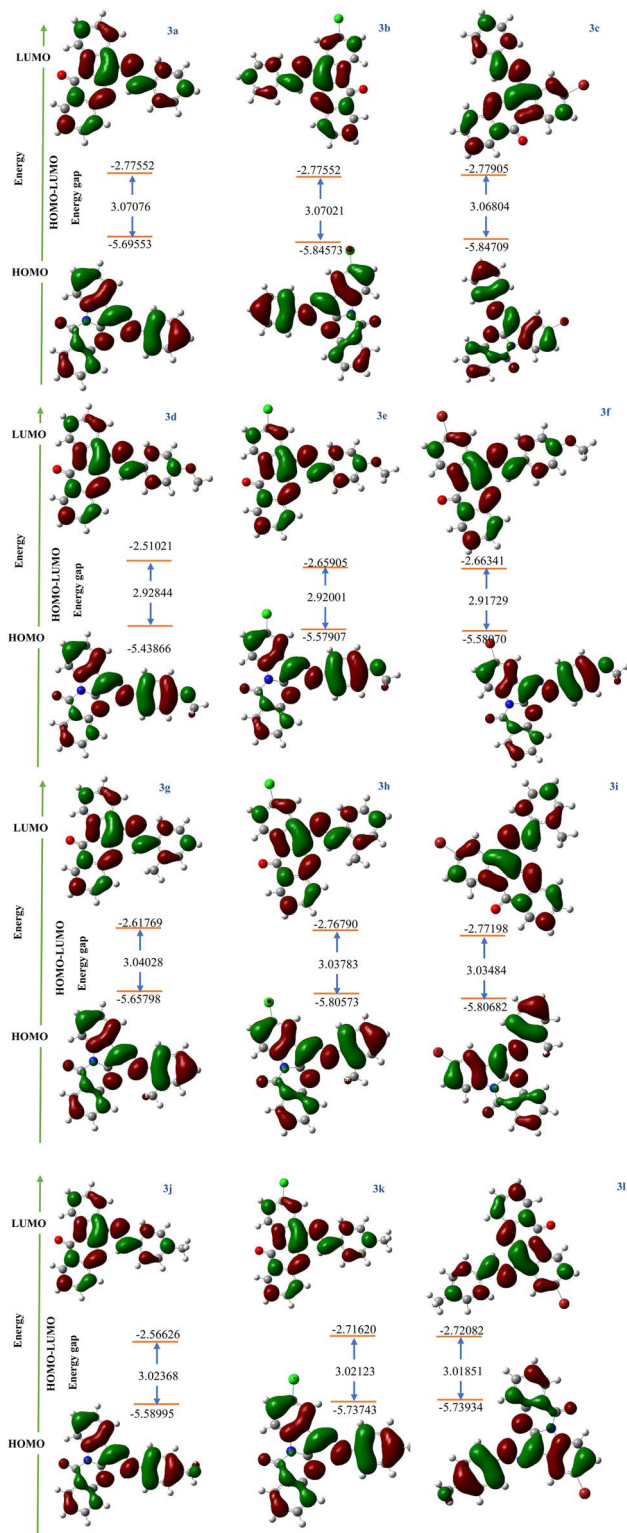 3a
3b
3c
LUMO
Energy
HOMO-LUMO
Energy gap
-2.77552
3.07076
-5.69553
-2.77552
3.07021
-5.84573
-2.77905
3.06804
-5.84709
HOMO
3d
3e
3f
LUMO
Energy
HOMO-LUMO
Energy gap
-2.51021
2.92844
-5.43866
-2.65905
2.92001
-5.57907
-2.66341
2.91729
-5.58070
HOMO
3g
3h
3i
LUMO
Energy
HOMO-LUMO
Energy gap
-2.61769
3.04028
-5.65798
-2.76790
3.03783
-5.80573
-2.77198
3.03484
-5.80682
HOMO
3j
3k
3l
LUMO
Energy
HOMO-LUMO
Energy gap
-2.56626
3.02368
-5.58995
-2.71620
3.02123
-5.73743
-2.72082
3.01851
-5.73934
HOMO